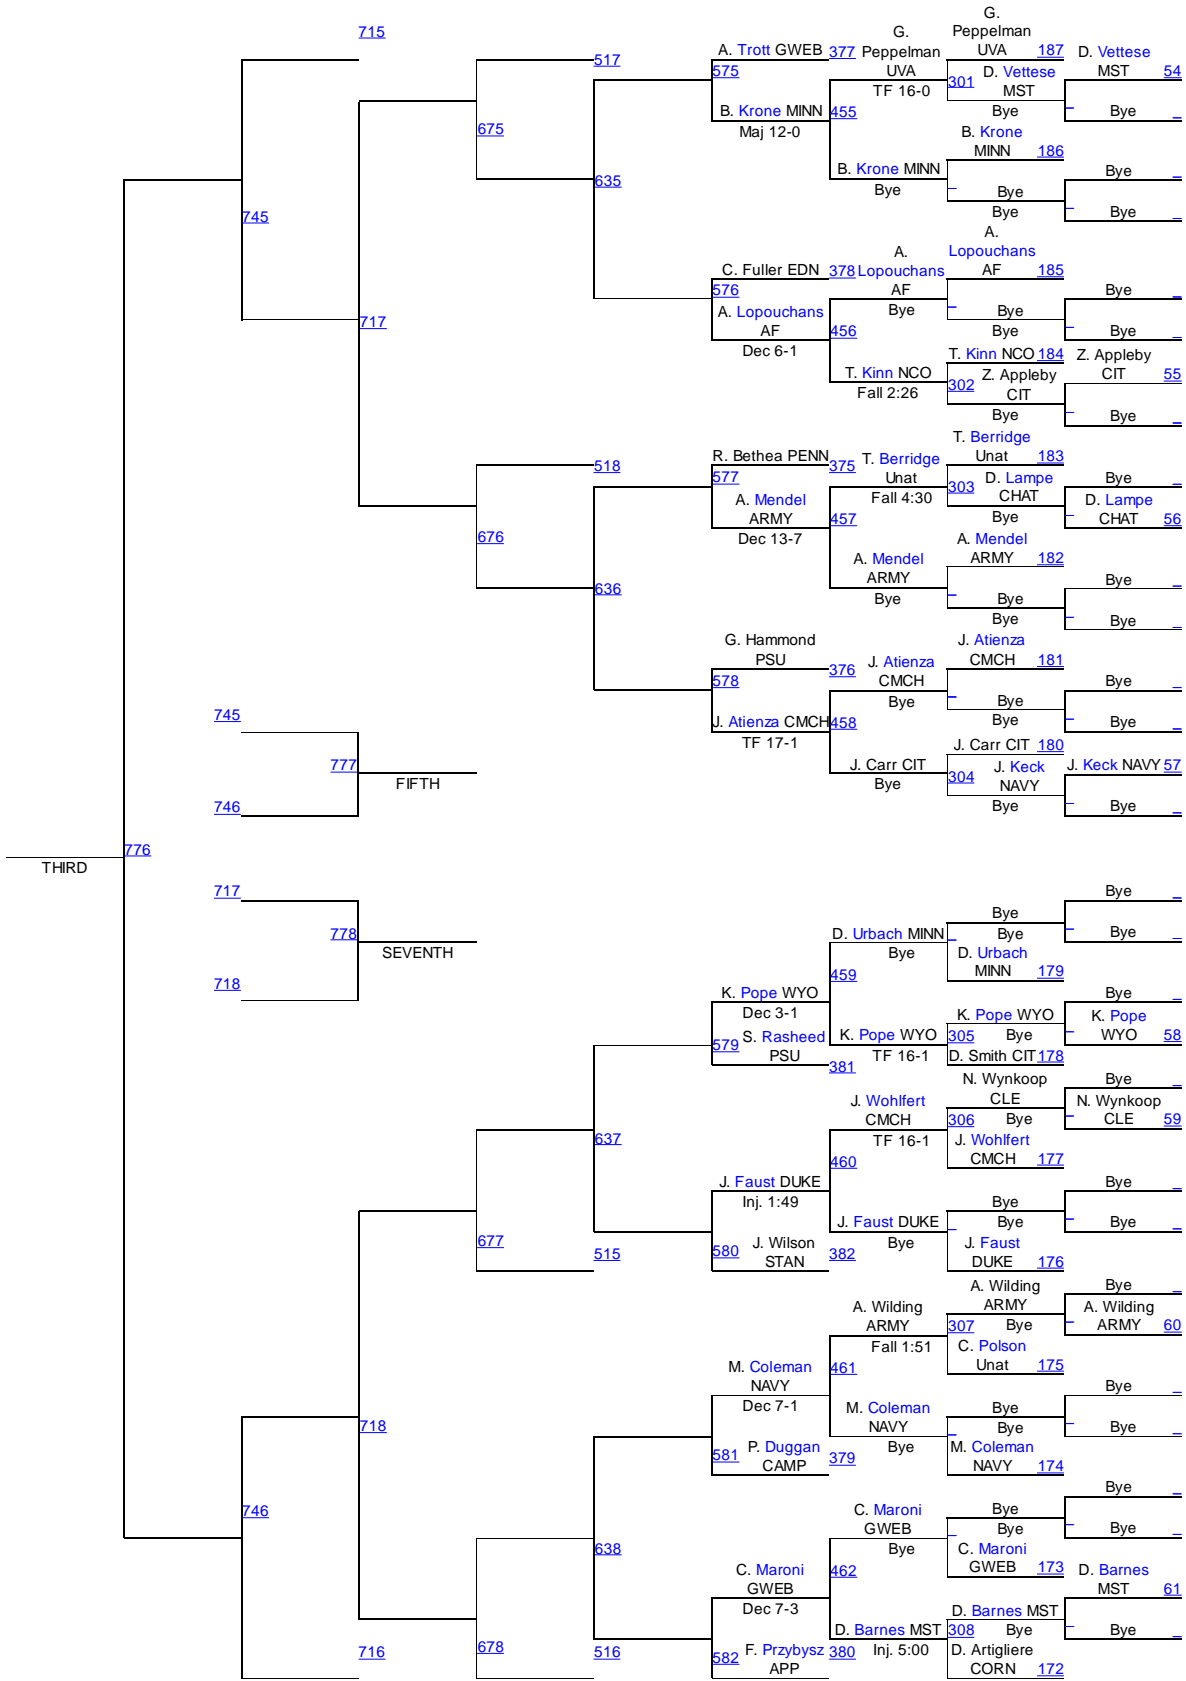 G.
715 G. Peppelman
A. Trott GWEB 377 Peppelman UVA 187 D. Vettese
517 UVA D. Vettese MST 54
575 TF 16-0 301 MST
B. Krone MINN 455 Bye _ Bye _
675 Maj 12-0 B. Krone
MINN 186
B. Krone MINN Bye _
635 Bye _ Bye
745 Bye _ Bye _
A.
A. Lopouchans
C. Fuller EDN 378 Lopouchans AF 185
576 AF Bye _
A. Lopouchans Bye _ Bye
717 AF 456 Bye _ Bye _
Dec 6-1 T. Kinn NCO 184 Z. Appleby
T. Kinn NCO 302 Z. Appleby CIT 55
Fall 2:26 CIT
Bye _ Bye _
T. Berridge
R. Bethea PENN 375 T. Berridge Unat 183
518 577 Unat 303 D. Lampe Bye _
A. Mendel Fall 4:30 CHAT D. Lampe
ARMY 457 Bye _ CHAT 56
676 Dec 13-7 A. Mendel
A. Mendel ARMY 182
636 ARMY _ Bye Bye _
Bye Bye _ Bye _
G. Hammond J. Atienza
PSU 376 J. Atienza CMCH 181
578 CMCH Bye _
745 Bye _ Bye
J. Atienza CMCH 458 Bye _ Bye _
TF 17-1 J. Carr CIT 180
777 J. Carr CIT J. Keck J. Keck NAVY 57
FIFTH Bye 304 NAVY
746 Bye _ Bye _
776
THIRD
717 Bye _
Bye
778 D. Urbach MINN _ Bye _ Bye _
SEVENTH Bye D. Urbach
459 MINN 179
718
K. Pope WYO Bye _
Dec 3-1 K. Pope WYO K. Pope
579 S. Rasheed K. Pope WYO 305 Bye _ WYO 58
PSU 381 TF 16-1 D. Smith CIT 178
N. Wynkoop Bye _
J. Wohlfert CLE N. Wynkoop
637 CMCH 306 Bye _ CLE 59
TF 16-1 J. Wohlfert
460 CMCH 177
J. Faust DUKE Bye _
Inj. 1:49 Bye
J. Faust DUKE _ Bye _ Bye _
677 515 580 J. Wilson 382 Bye J. Faust
STAN DUKE 176
A. Wilding Bye _
A. Wilding ARMY A. Wilding
ARMY 307 Bye _ ARMY 60
Fall 1:51 C. Polson
M. Coleman 461 Unat 175
NAVY Bye _
Dec 7-1 M. Coleman Bye
718 NAVY _ Bye _ Bye _
581 P. Duggan 379 Bye M. Coleman
CAMP NAVY 174
Bye _
746 C. Maroni Bye
GWEB _ Bye _ Bye _
638 Bye C. Maroni
C. Maroni 462 GWEB 173 D. Barnes
GWEB MST 61
Dec 7-3 D. Barnes MST
D. Barnes MST 308 Bye _ Bye _
716 678 516 582 F. Przybysz 380 Inj. 5:00 D. Artigliere
APP CORN 172